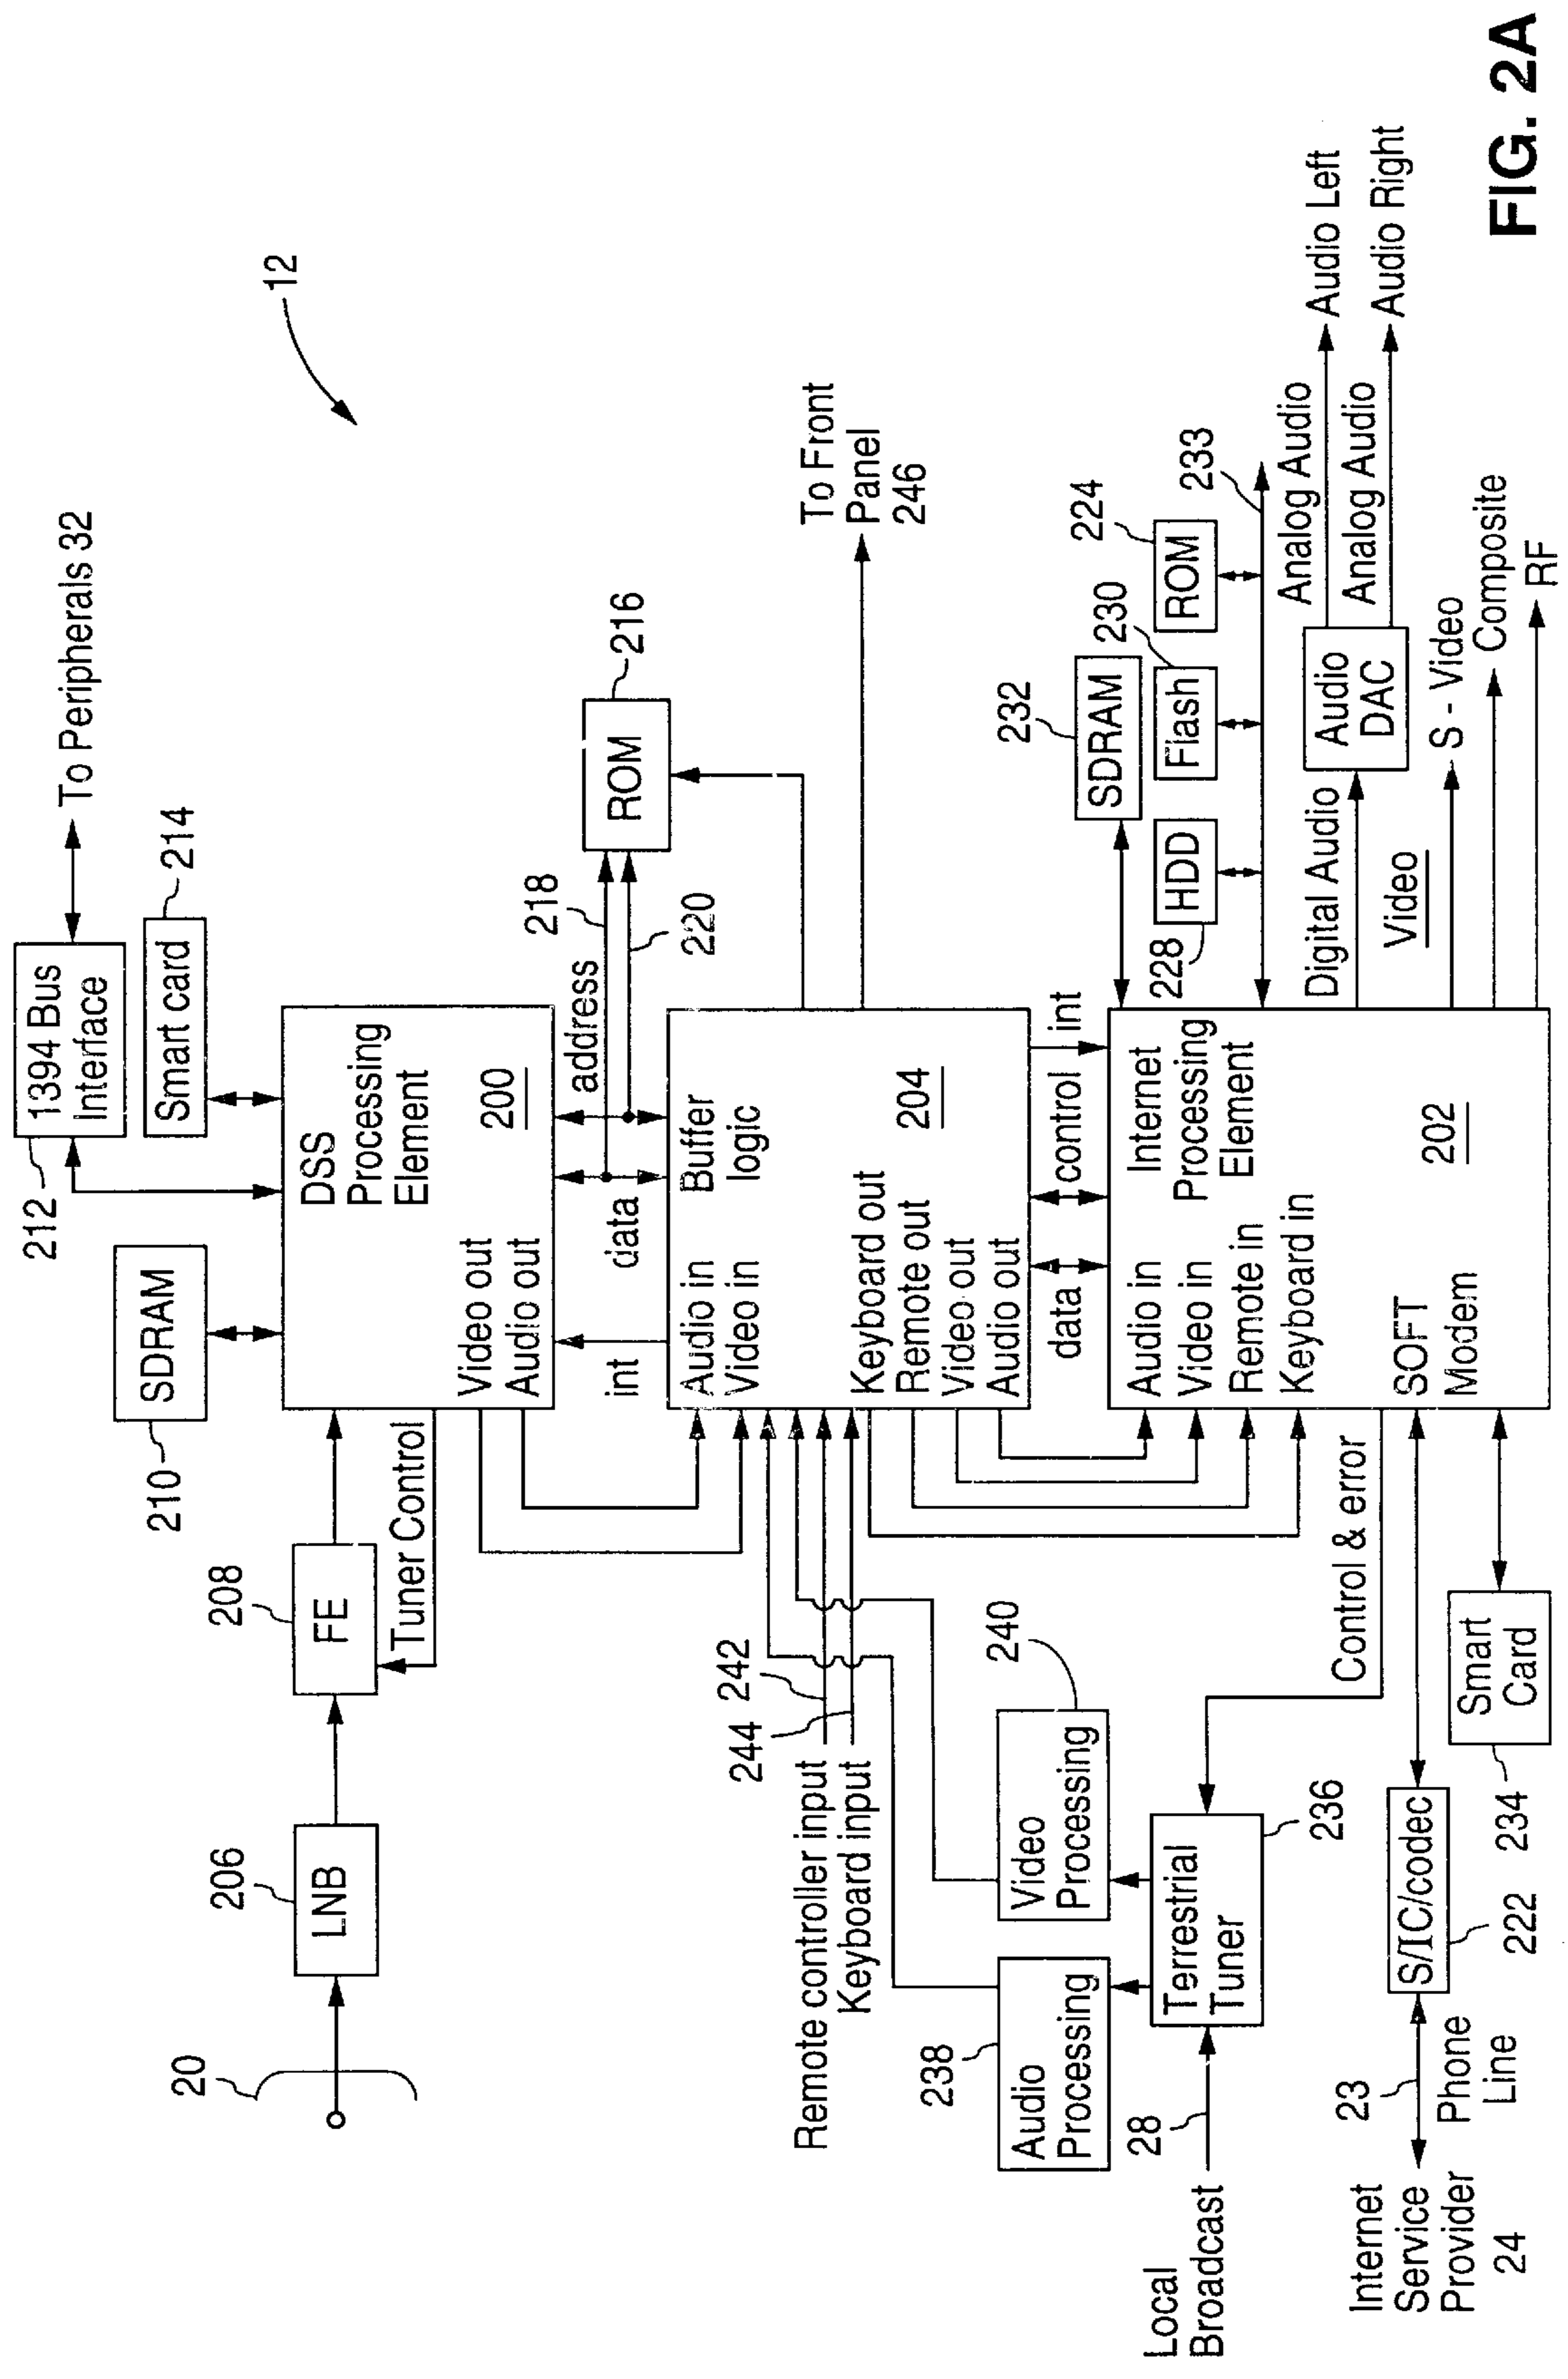 12
To Peripherals 32
1394 Bus
Interface
212
Smart card
214
SDRAM
210
20
206
LNB
208
FE
Tuner Control
DSS
Processing
Element
200
Video out
Audio out
int
data
address
218
220
ROM
216
Audio in
Video in
Buffer
logic
204
Keyboard out
Remote out
Video out
Audio out
To Front
Panel
246
242
244
Remote controller input
Keyboard input
240
Video
Processing
238
Audio
Processing
data
control
int
232
SDRAM
228
HDD
230
Flash
224
ROM
233
Internet
Processing
Element
202
Audio in
Video in
Remote in
Keyboard in
SOFT
Modem
Local
Broadcast
28
Terrestrial
Tuner
236
Control & error
Digital Audio
Audio
DAC
Analog Audio
Audio Left
Analog Audio
Audio Right
Video
S - Video
Composite
RF
Internet
Service
Provider
24
23
Phone
Line
S/IC/codec
222
Smart
Card
234
FIG. 2A